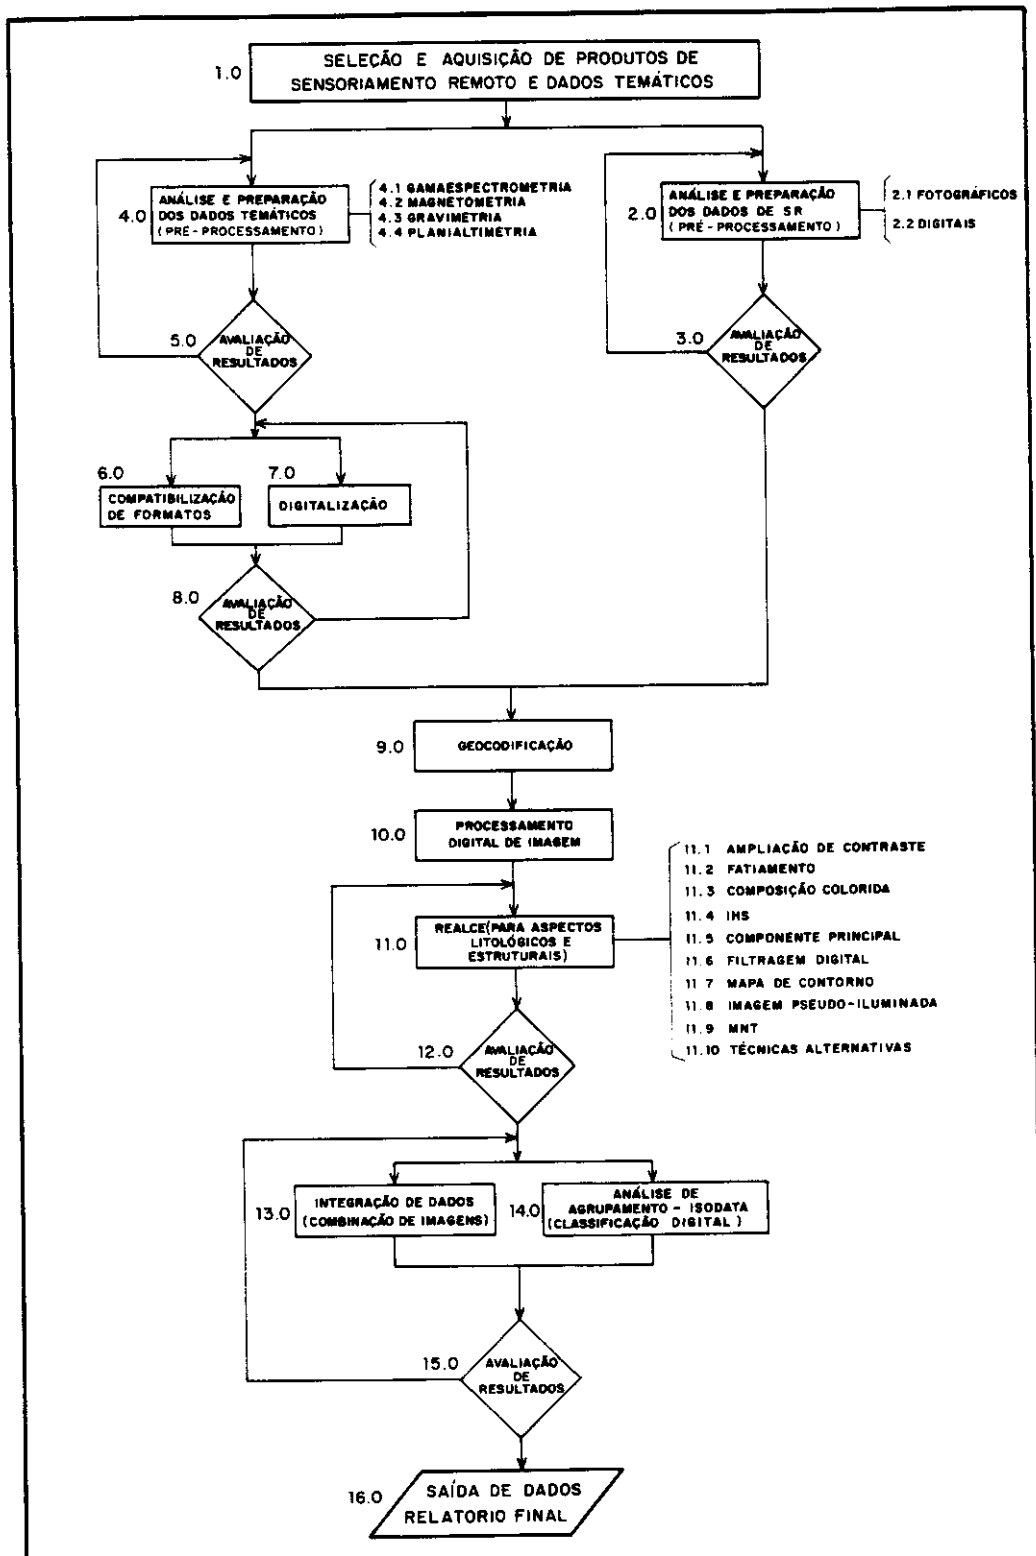 1.0
SELEÇÃO E AQUISIÇÃO DE PRODUTOS DE
SENSORIAMENTO REMOTO E DADOS TEMÁTICOS
4.0
ANÁLISE E PREPARAÇÃO
DOS DADOS TEMÁTICOS
(PRÉ-PROCESSAMENTO)
4.1 GAMAESPECTROMETRIA
4.2 MAGNETOMETRIA
4.3 GRAVIMETRIA
4.4 PLANIALTIMETRIA
2.0
ANÁLISE E PREPARAÇÃO
DOS DADOS DE SR
(PRÉ-PROCESSAMENTO)
2.1 FOTOGRÁFICOS
2.2 DIGITAIS
5.0
AVALIAÇÃO
DE
RESULTADOS
3.0
AVALIAÇÃO
DE
RESULTADOS
6.0
COMPATIBILIZAÇÃO
DE FORMATOS
7.0
DIGITALIZAÇÃO
8.0
AVALIAÇÃO
DE
RESULTADOS
9.0
GEOCODIFICAÇÃO
10.0
PROCESSAMENTO
DIGITAL DE IMAGEM
11.0
REALCE(PARA ASPECTOS
LITOLÓGICOS E
ESTRUTURAIS)
11.1 AMPLIAÇÃO DE CONTRASTE
11.2 FATIAMENTO
11.3 COMPOSIÇÃO COLORIDA
11.4 IHS
11.5 COMPONENTE PRINCIPAL
11.6 FILTRAGEM DIGITAL
11.7 MAPA DE CONTORNO
11.8 IMAGEM PSEUDO-ILUMINADA
11.9 MNT
11.10 TÉCNICAS ALTERNATIVAS
12.0
AVALIAÇÃO
DE
RESULTADOS
13.0
INTEGRAÇÃO DE DADOS
(COMBINAÇÃO DE IMAGENS)
14.0
ANÁLISE DE
AGRUPAMENTO - ISODATA
(CLASSIFICAÇÃO DIGITAL)
15.0
AVALIAÇÃO
DE
RESULTADOS
16.0
SAÍDA DE DADOS
RELATORIO FINAL